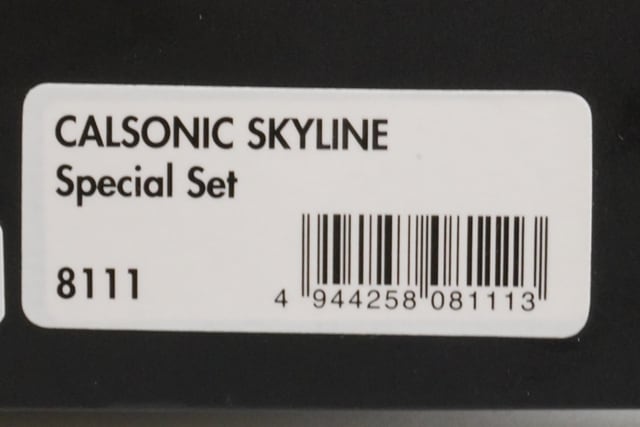 CALSONIC SKYLINE
Special Set
8111
4 944258 081113